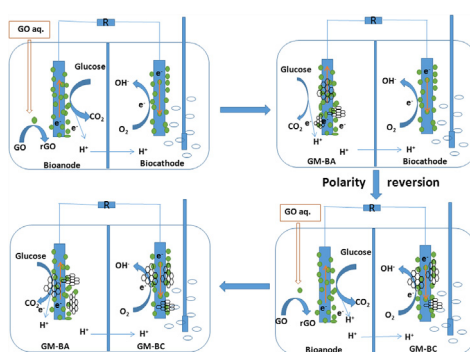 R
GO aq.
Glucose
OH⁻
e⁻
e⁻
CO₂
O₂
GO
rGO
e⁻
e⁻
H⁺
H⁺
Bioanode
Biocathode
R
Glucose
OH⁻
e⁻
e⁻
CO₂
e⁻
e⁻
O₂
H⁺
H⁺
GM-BA
Biocathode
Polarity reversion
R
Glucose
OH⁻
e⁻
e⁻
CO₂
e⁻
e⁻
O₂
H⁺
H⁺
GM-BA
GM-BC
GO aq.
R
Glucose
OH⁻
e⁻
e⁻
CO₂
O₂
GO
rGO
e⁻
e⁻
H⁺
H⁺
Bioanode
GM-BC